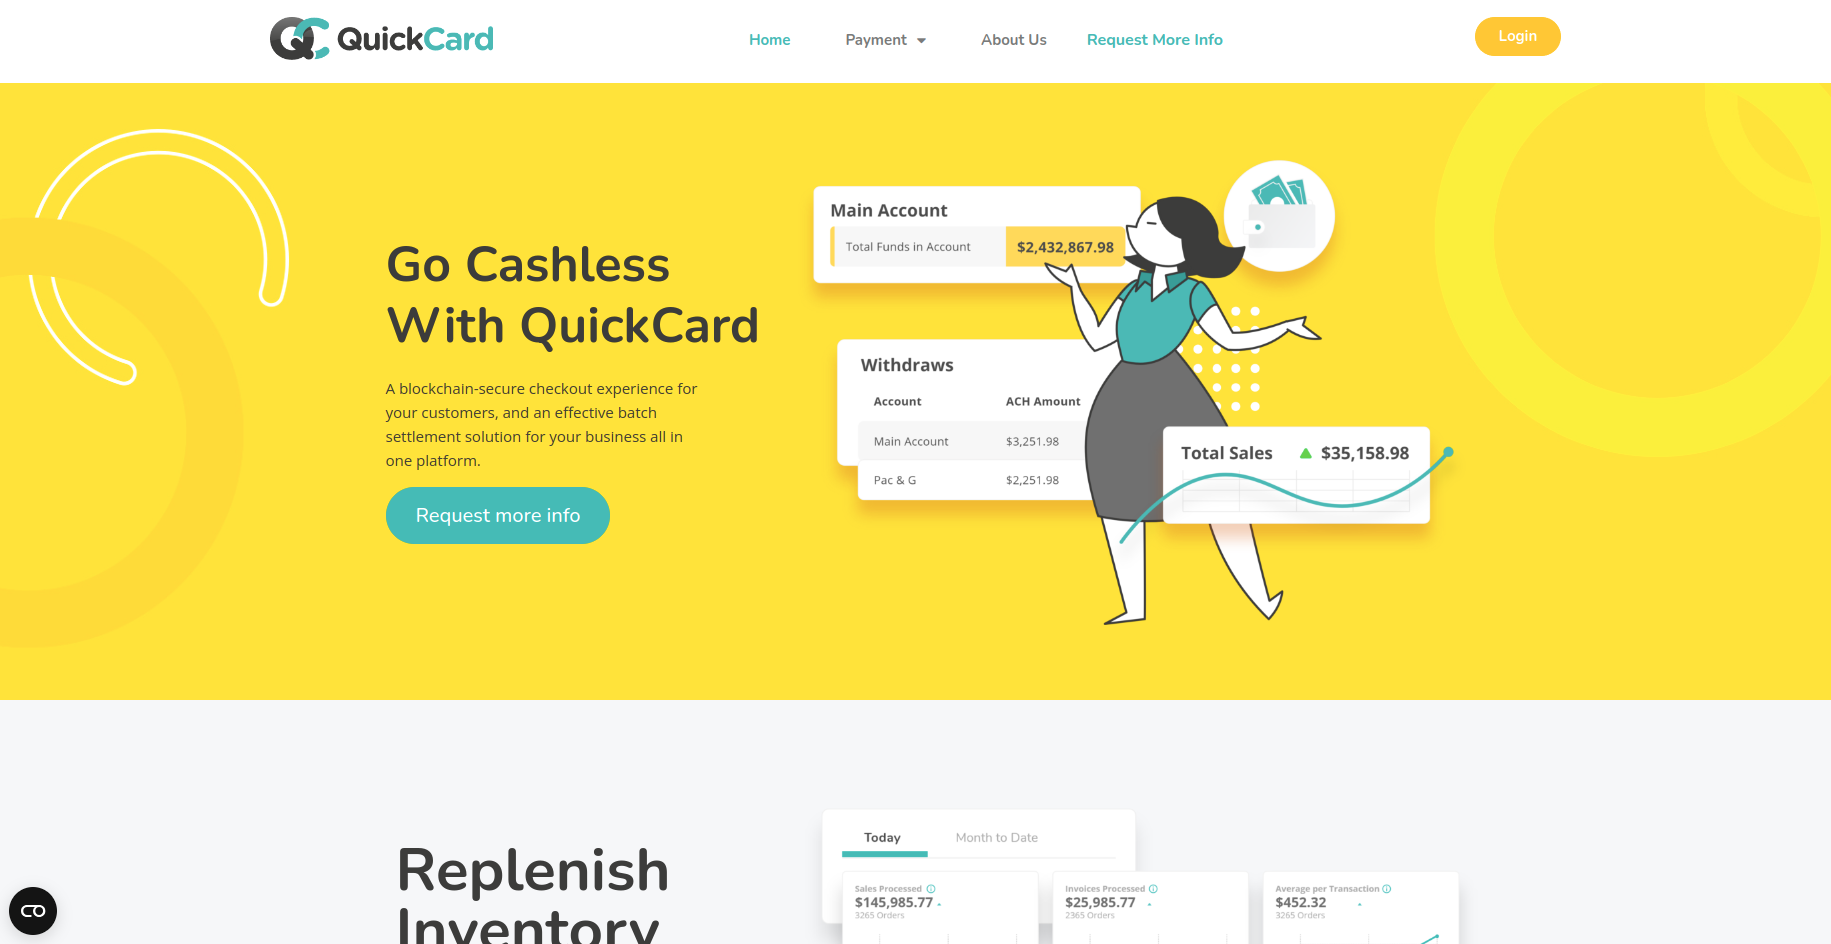 QC QuickCard
Home
Payment
About Us
Request More Info
Login
Go Cashless
With QuickCard
A blockchain-secure checkout experience for
your customers, and an effective batch
settlement solution for your business all in
one platform.
Request more info
Main Account
Total Funds in Account $2,432,867.98
Withdraws
Account ACH Amount
Main Account $3,251.98
Pac & G $2,251.98
Total Sales $35,158.98
Replenish
Inventory
Today Month to Date
Sales Processed
$145,985.77
3265 Orders
Invoices Processed
$25,985.77
2365 Orders
Average per Transaction
$452.32
3265 Orders